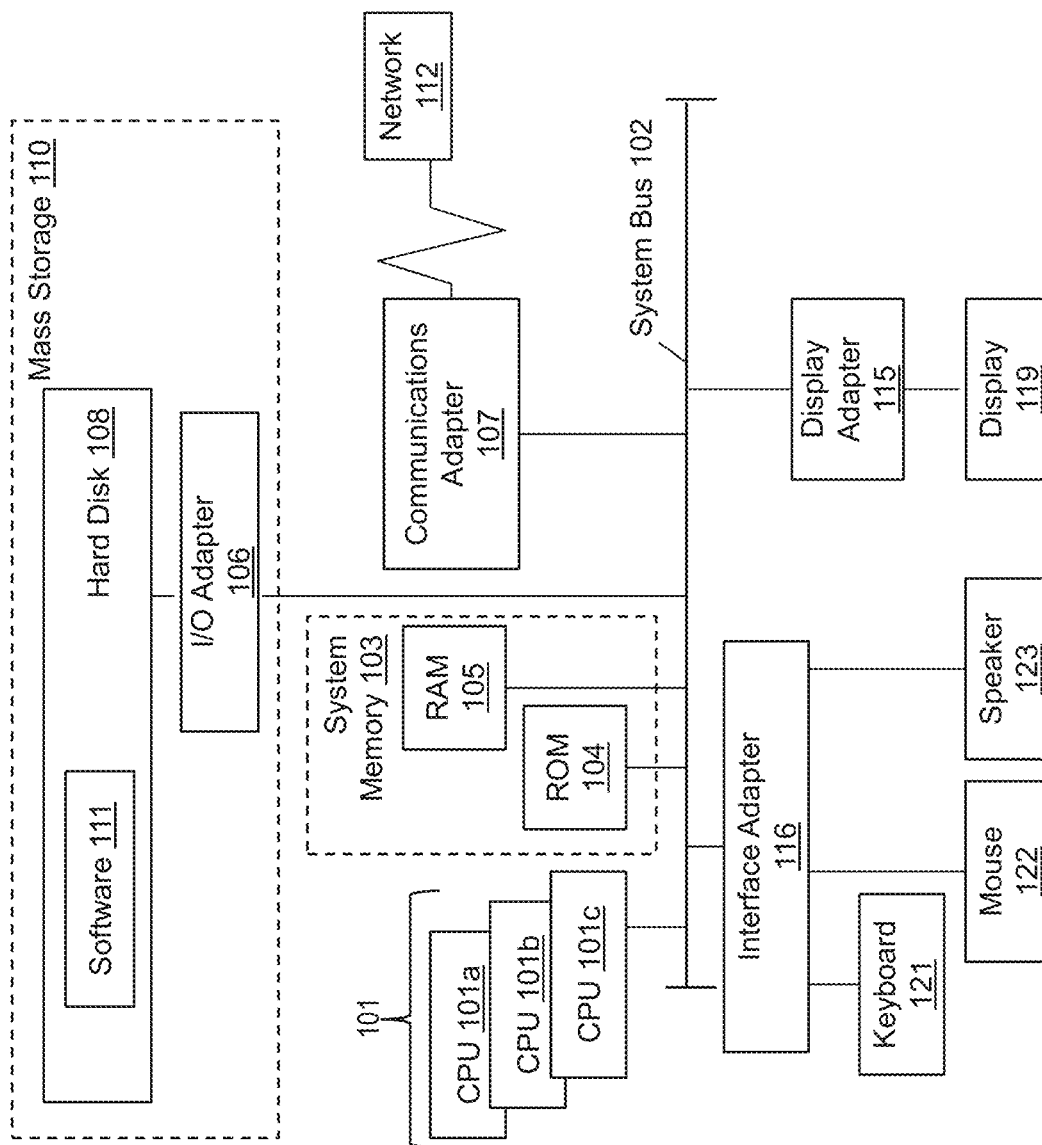 Mass Storage 110
Hard Disk 108
Software 111
I/O Adapter
106
101
CPU 101a
CPU 101b
CPU 101c
System
Memory 103
RAM
105
ROM
104
Communications
Adapter
107
Network
112
System Bus 102
Interface Adapter
116
Display
Adapter
115
Keyboard
121
Mouse
122
Speaker
123
Display
119